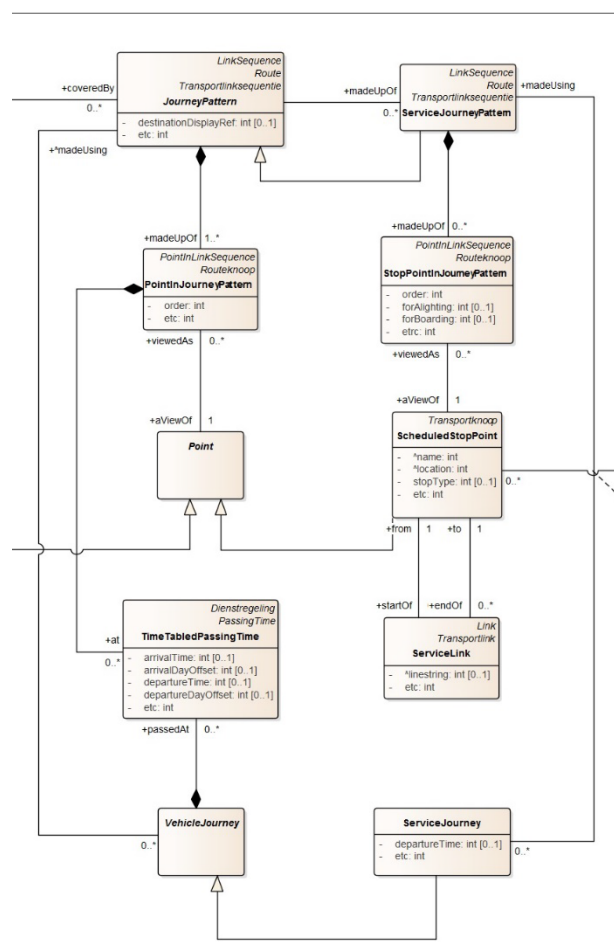 LinkSequence
Route
Transportlinksequentie
JourneyPattern
- destinationDisplayRef: int [0..1]
- etc: int
+coveredBy
0..*
+^madeUsing
+madeUpOf
0..*
LinkSequence
Route
Transportlinksequentie
ServiceJourneyPattern
+madeUsing
+madeUpOf
1..*
PointInLinkSequence
Routeknoop
PointInJourneyPattern
- order: int
- etc: int
+viewedAs
0..*
+madeUpOf
0..*
PointInLinkSequence
Routeknoop
StopPointInJourneyPattern
- order: int
- forAlighting: int [0..1]
- forBoarding: int [0..1]
- etrc: int
+viewedAs
0..*
+aViewOf
1
Point
+aViewOf
1
Transportknoop
ScheduledStopPoint
- ^name: int
- ^location: int
- stopType: int [0..1]
- etc: int
0..*
+from
1
+to
1
+startOf
+endOf
0..*
Link
Transportlink
ServiceLink
- ^linestring: int [0..1]
- etc: int
+at
0..*
Dienstregeling
PassingTime
TimeTabledPassingTime
- arrivalTime: int [0..1]
- arrivalDayOffset: int [0..1]
- departureTime: int [0..1]
- departureDayOffset: int [0..1]
- etc: int
+passedAt
0..*
VehicleJourney
0..*
ServiceJourney
- departureTime: int [0..1]
- etc: int
0..*